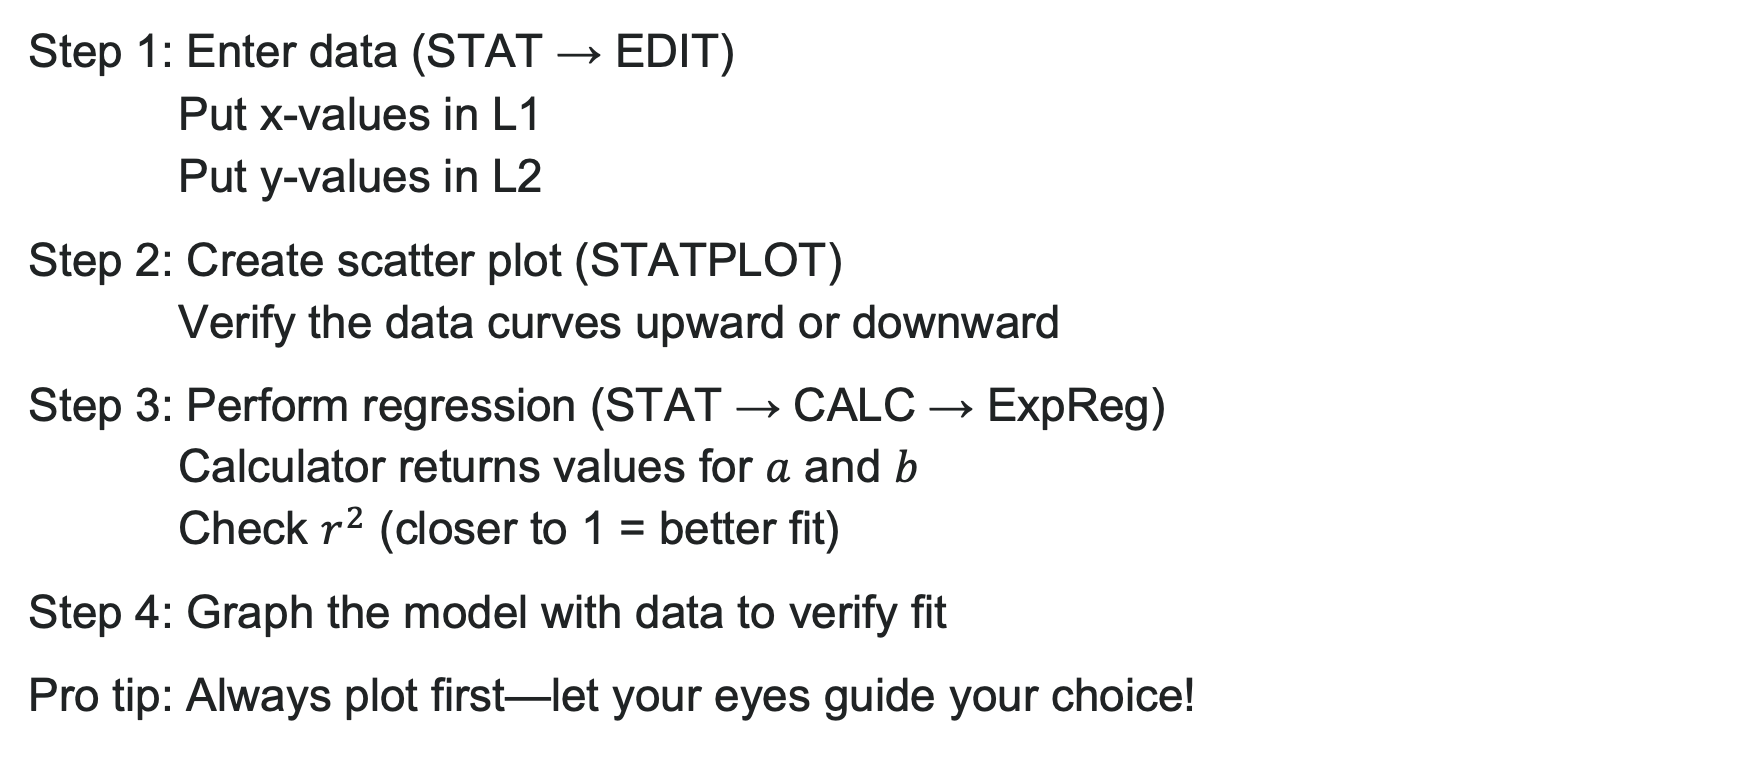 Step 1: Enter data (STAT → EDIT)
Put x-values in L1
Put y-values in L2
Step 2: Create scatter plot (STATPLOT)
Verify the data curves upward or downward
Step 3: Perform regression (STAT → CALC → ExpReg)
Calculator returns values for a and b
Check r² (closer to 1 = better fit)
Step 4: Graph the model with data to verify fit
Pro tip: Always plot first—let your eyes guide your choice!